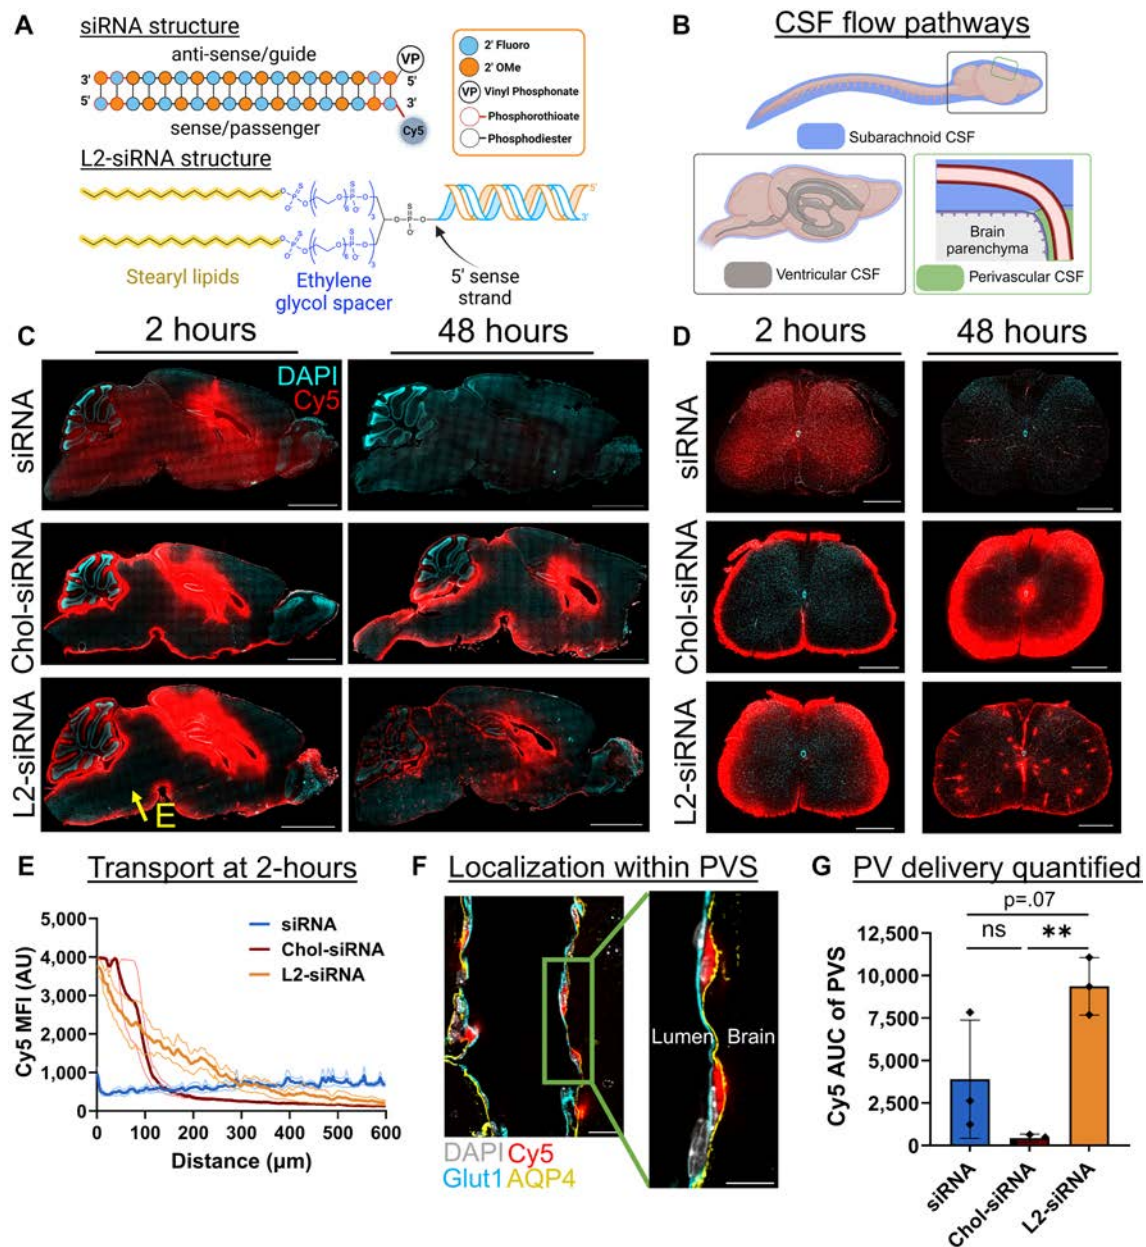 A
siRNA structure
anti-sense/guide
VP
3'
5'
5'
3'
sense/passenger
Cy5
2' Fluoro
2' OMe
VP Vinyl Phosphonate
Phosphorothioate
Phosphodiester
L2-siRNA structure
5'
3'
Stearyl lipids
Ethylene
glycol spacer
5' sense
strand
B
CSF flow pathways
Subarachnoid CSF
Ventricular CSF
Brain
parenchyma
Perivascular CSF
C
2 hours
48 hours
DAPI
Cy5
siRNA
Chol-siRNA
L2-siRNA
E
D
2 hours
48 hours
siRNA
Chol-siRNA
L2-siRNA
E
Transport at 2-hours
Cy5 MFI (AU)
5,000
4,000
3,000
2,000
1,000
0
siRNA
Chol-siRNA
L2-siRNA
0 100 200 300 400 500 600
Distance (µm)
F
Localization within PVS
Lumen Brain
DAPI Cy5
Glut1 AQP4
G
PV delivery quantified
p=.07
ns
**
Cy5 AUC of PVS
12,500
10,000
7,500
5,000
2,500
0
siRNA
Chol-siRNA
L2-siRNA